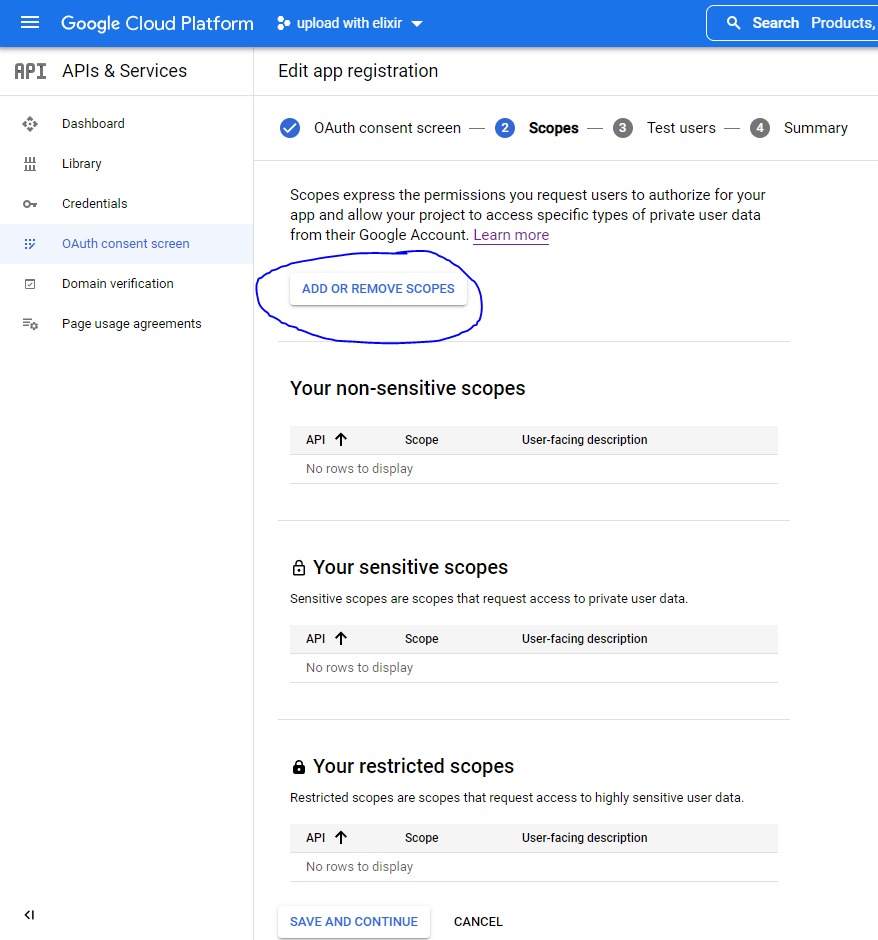 Google Cloud Platform
upload with elixir
Search Products,
API APIs & Services
Edit app registration
Dashboard
Library
Credentials
OAuth consent screen
Domain verification
Page usage agreements
OAuth consent screen — 2 Scopes — 3 Test users — 4 Summary
Scopes express the permissions you request users to authorize for your
app and allow your project to access specific types of private user data
from their Google Account. Learn more
ADD OR REMOVE SCOPES
Your non-sensitive scopes
API Scope User-facing description
No rows to display
Your sensitive scopes
Sensitive scopes are scopes that request access to private user data.
API Scope User-facing description
No rows to display
Your restricted scopes
Restricted scopes are scopes that request access to highly sensitive user data.
API Scope User-facing description
No rows to display
SAVE AND CONTINUE CANCEL